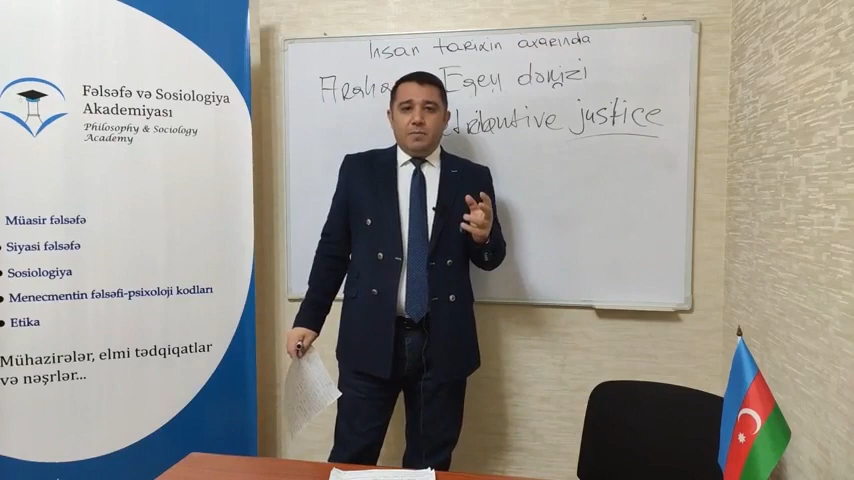 Fəlsəfə və Sosiologiya
Akademiyası
Philosophy & Sociology
Academy
Müasir fəlsəfə
Siyasi fəlsəfə
Sosiologiya
Menecmentin fəlsəfi-psixoloji kodları
Etika
Mühazirələr, elmi tədqiqatlar
və nəşrlər...
İnsan tarixin axarında
Egey dənizi
justice